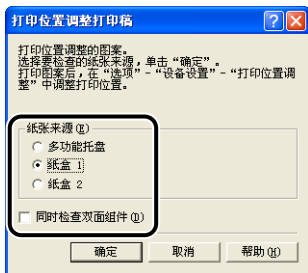 打印位置调整打印稿
打印位置调整的图案。
选择要检查的纸张来源，单击“确定”。
打印图案后，在“选项”-“设备设置”-“打印位置调
整”中调整打印位置。
纸张来源(E)
多功能托盘
纸盒 1
纸盒 2
同时检查双面组件(D)
确定 取消 帮助(H)